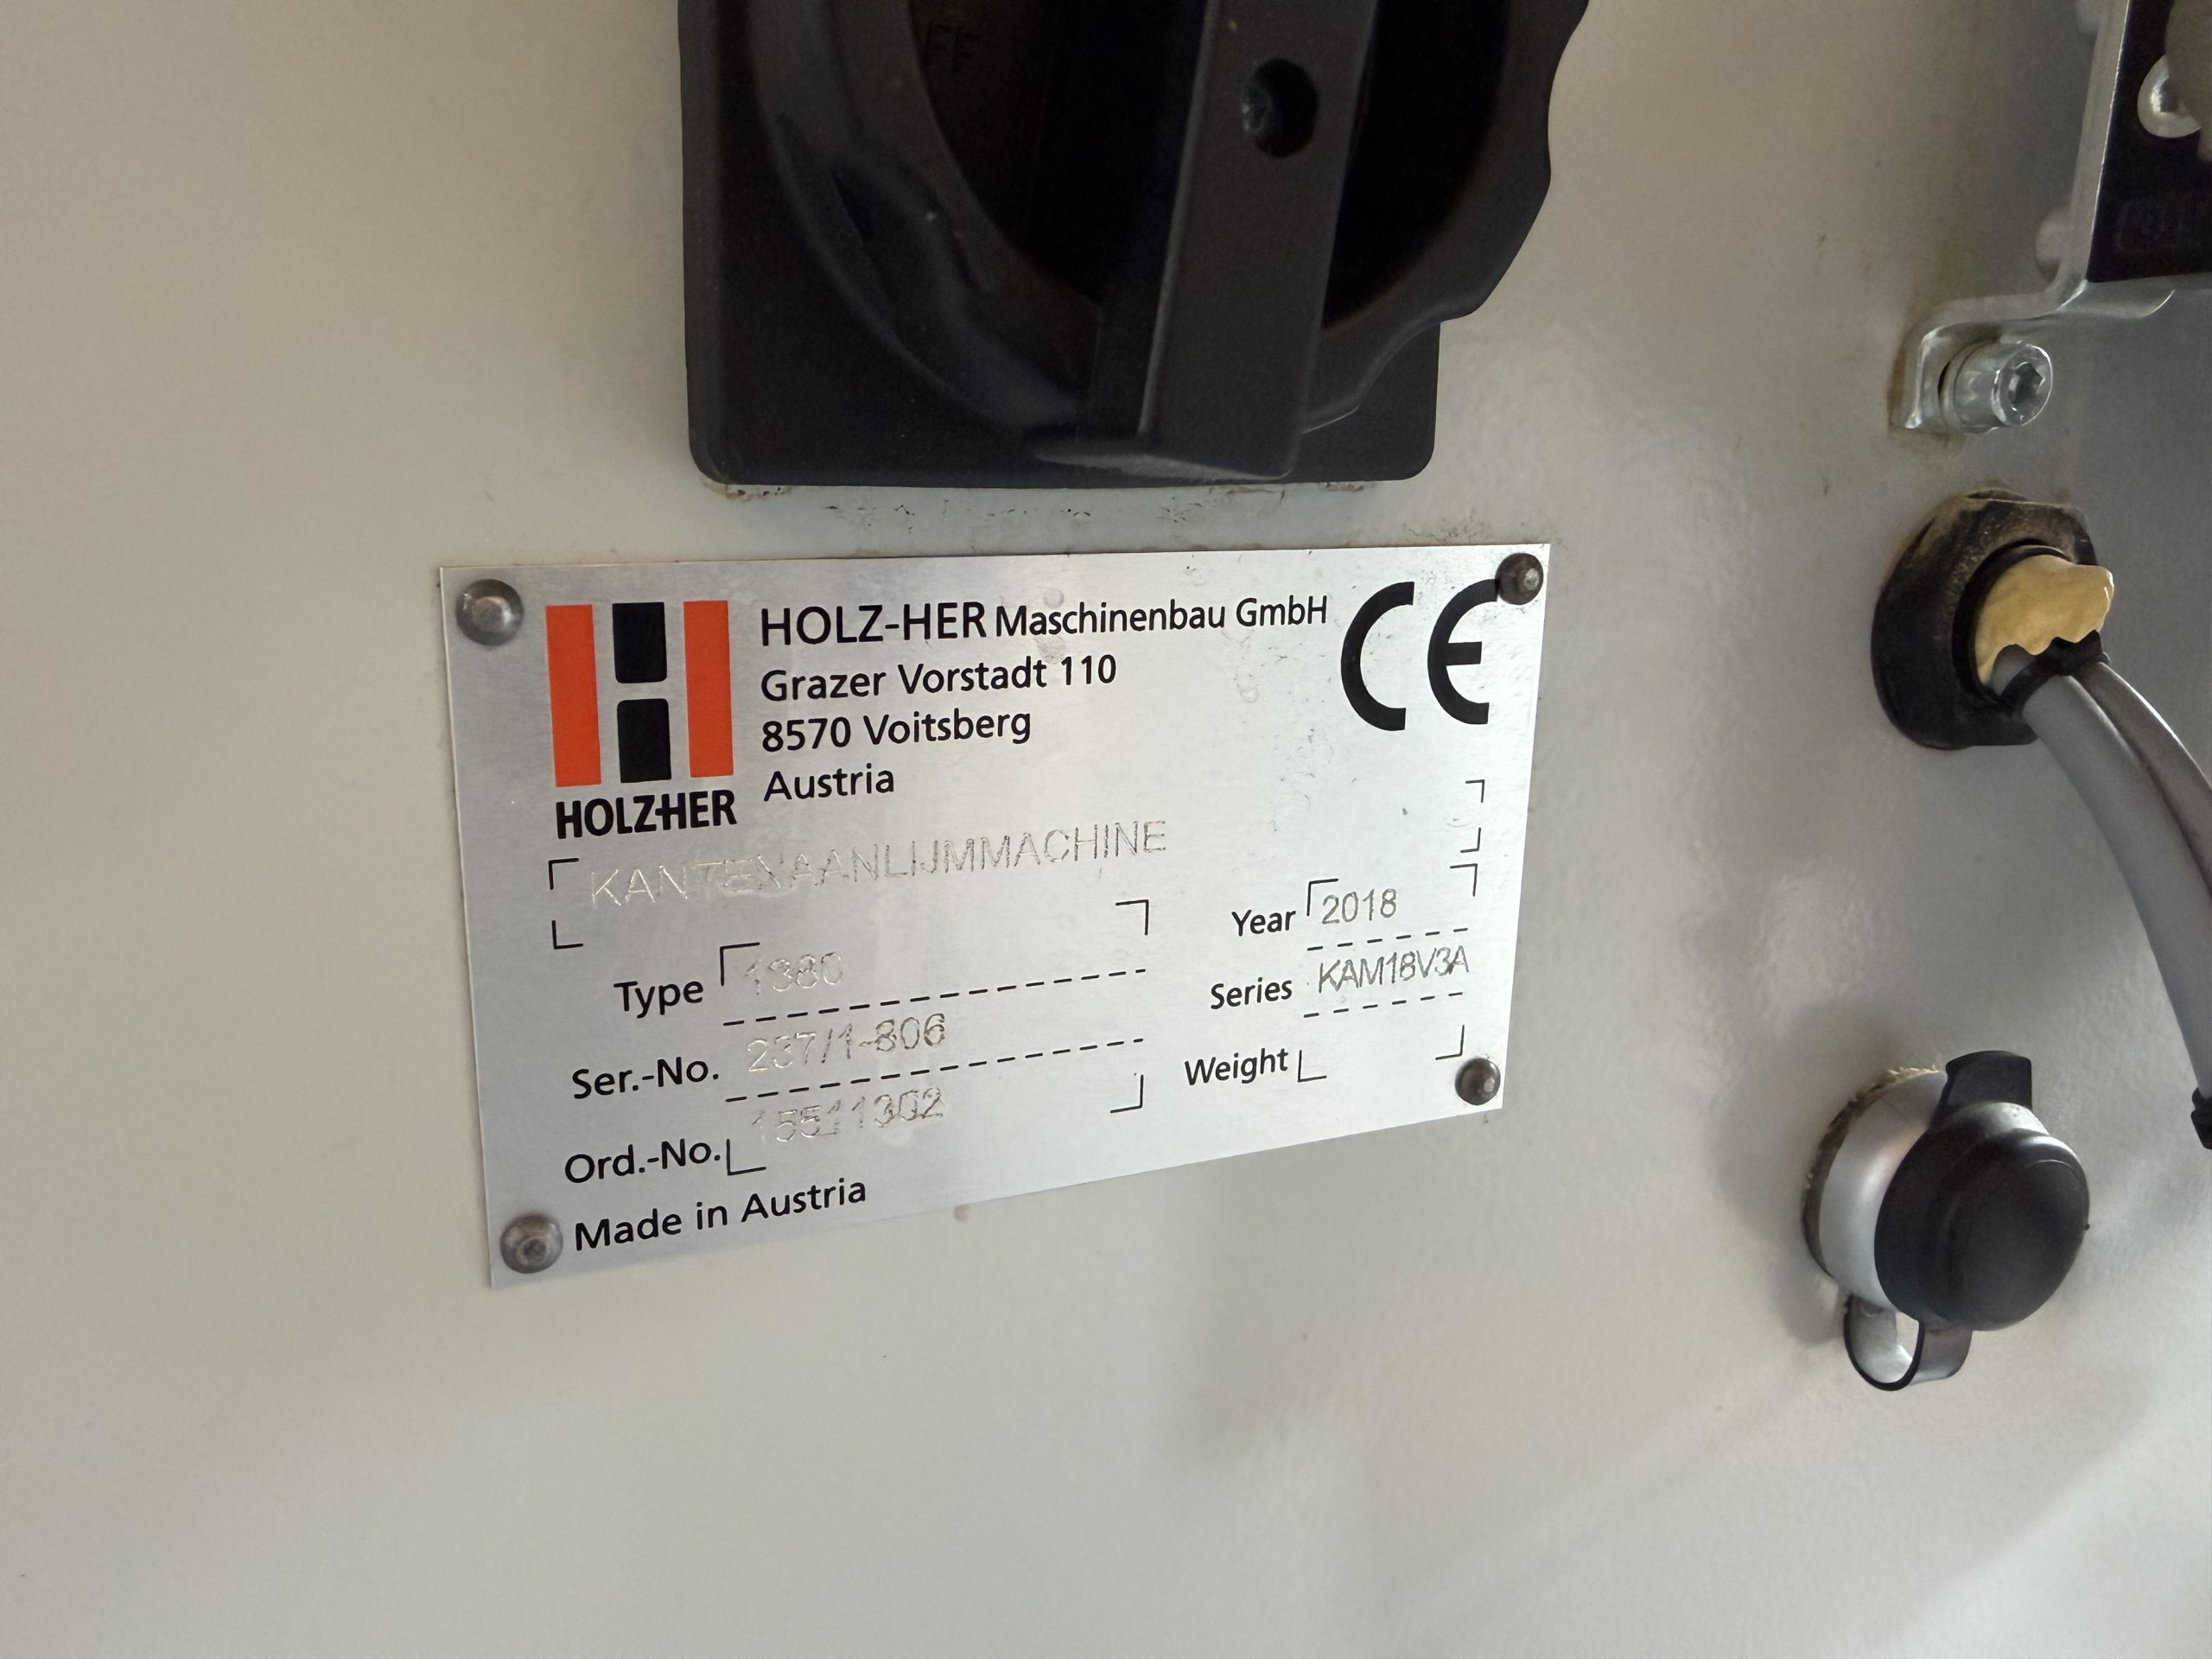 HOLZ-HER Maschinenbau GmbH
CE
Grazer Vorstadt 110
8570 Voitsberg
Austria
HOLZHER
KANTENAANLIJMMACHINE
Year 2018
Type 1380
Series KAM18V3A
Ser.-No. 237/1-806
Weight
Ord.-No. 15511302
Made in Austria